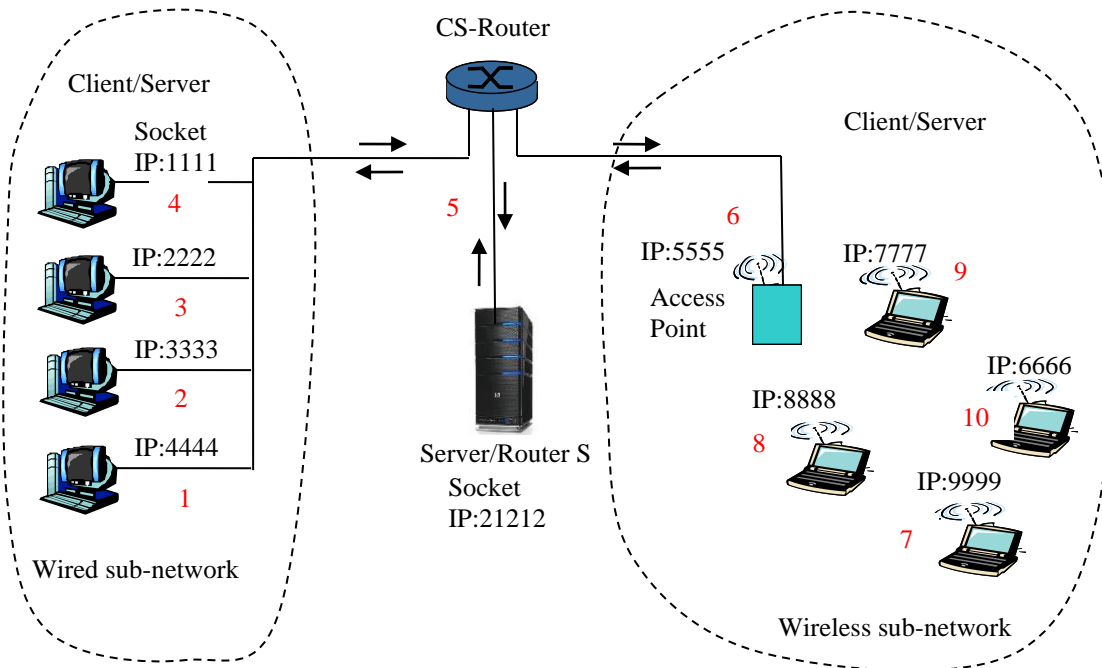 CS-Router
Client/Server
Socket
IP:1111
4
IP:2222
3
IP:3333
2
IP:4444
1
Wired sub-network
5
Server/Router S
Socket
IP:21212
Client/Server
6
IP:5555
Access
Point
IP:7777
9
IP:6666
10
IP:8888
8
IP:9999
7
Wireless sub-network